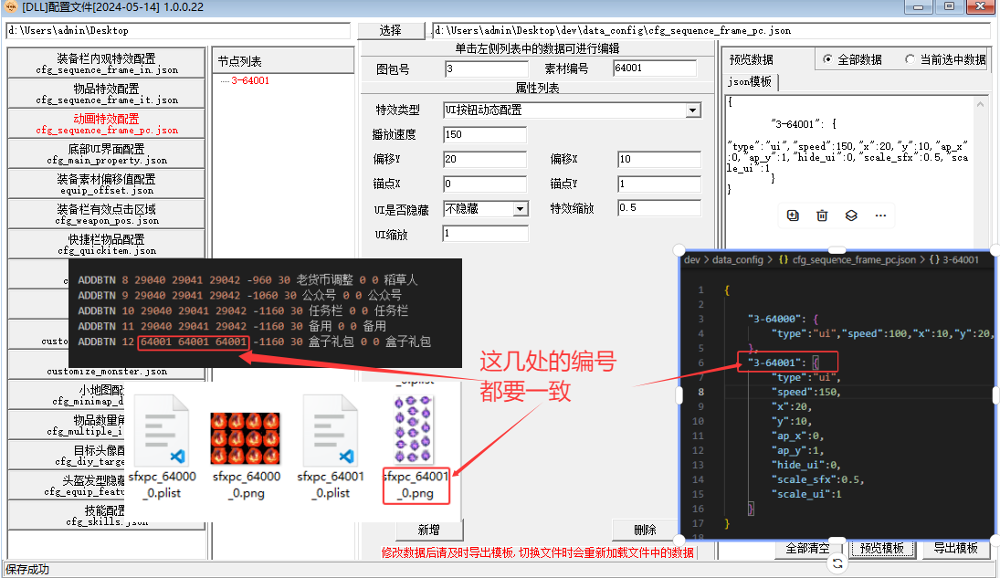 [DLL]配置文件[2024-05-14] 1.0.0.22
d:\Users\admin\Desktop
选择
d:\Users\admin\Desktop\dev\data_config\cfg_sequence_frame_pc.json
装备栏内观特效配置
cfg_sequence_frame_in.json
物品特效配置
cfg_sequence_frame_it.json
动画特效配置
cfg_sequence_frame_pc.json
底部UI界面配置
cfg_main_property.json
装备素材偏移值配置
equip_offset.json
装备栏有效点击区域
cfg_weapon_pos.json
快捷栏物品配置
cfg_quickitem.json
c
custo
customize_monster.json
小地图配
cfg_minimap_d
物品数量角
cfg_multiple_i
目标头像配
cfg_diy_targe
头盔发型隐藏
cfg_equip_featu
技能配置
cfg_skills.json
节点列表
3-64001
单击左侧列表中的数据可进行编辑
图包号 3 素材编号 64001
属性列表
特效类型 UI按钮动态配置
播放速度 150
偏移Y 20 偏移X 10
锚点X 0 锚点Y 1
UI是否隐藏 不隐藏 特效缩放 0.5
UI缩放 1
预览数据 全部数据 当前选中数据
json模板
{
"3-64001": {
"type":"ui","speed":150,"x":20,"y":10,"ap_x"
:0,"ap_y":1,"hide_ui":0,"scale_sfx":0.5,"sca
le_ui":1
}
}
ADDBTN 8 29040 29041 29042 -960 30 老货币调整 0 0 稻草人
ADDBTN 9 29040 29041 29042 -1060 30 公众号 0 0 公众号
ADDBTN 10 29040 29041 29042 -1160 30 任务栏 0 0 任务栏
ADDBTN 11 29040 29041 29042 -1160 30 备用 0 0 备用
ADDBTN 12 64001 64001 64001 -1160 30 盒子礼包 0 0 盒子礼包
这几处的编号
都要一致
_0.plist
sfxpc_64000
_0.plist
sfxpc_64000
_0.png
sfxpc_64001
_0.plist
sfxpc_64001
_0.png
dev > data_config > {} cfg_sequence_frame_pc.json > {} 3-64001
1 {
2
3 "3-64000": {
4 "type":"ui","speed":100,"x":10,"y":20,
5 },
6 "3-64001": {
7 "type":"ui",
8 "speed":150,
9 "x":20,
10 "y":10,
11 "ap_x":0,
12 "ap_y":1,
13 "hide_ui":0,
14 "scale_sfx":0.5,
15 "scale_ui":1
16 }
17 }
18
新增 删除
修改数据后请及时导出模板,切换文件时会重新加载文件中的数据
全部清空 预览模板 导出模板
保存成功